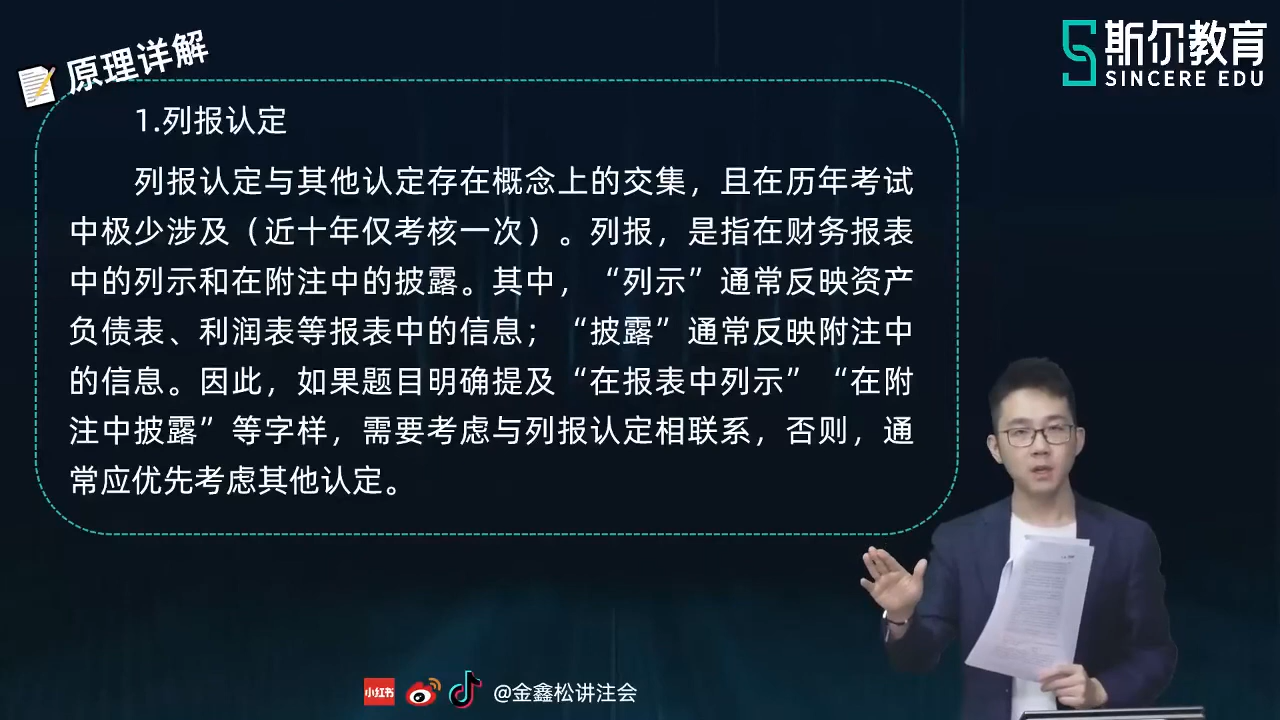 原理详解
斯尔教育
SINCERE EDU
1.列报认定
列报认定与其他认定存在概念上的交集，且在历年考试
中极少涉及（近十年仅考核一次）。列报，是指在财务报表
中的列示和在附注中的披露。其中，“列示”通常反映资产
负债表、利润表等报表中的信息；“披露”通常反映附注中
的信息。因此，如果题目明确提及“在报表中列示”“在附
注中披露”等字样，需要考虑与列报认定相联系，否则，通
常应优先考虑其他认定。
小红书
@金鑫松讲注会